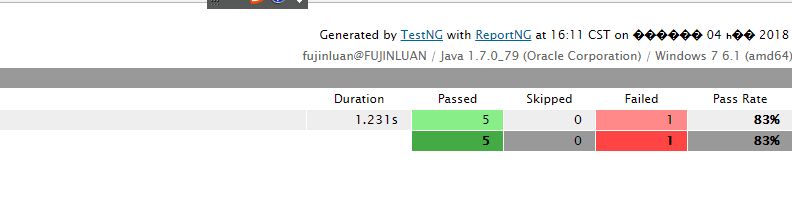 Generated by TestNG with ReportNG at 16:11 CST on ������ 04 һ�� 2018
fujinluan@FUJINLUAN / Java 1.7.0_79 (Oracle Corporation) / Windows 7 6.1 (amd64)
Duration Passed Skipped Failed Pass Rate
1.231s 5 0 1 83%
5 0 1 83%